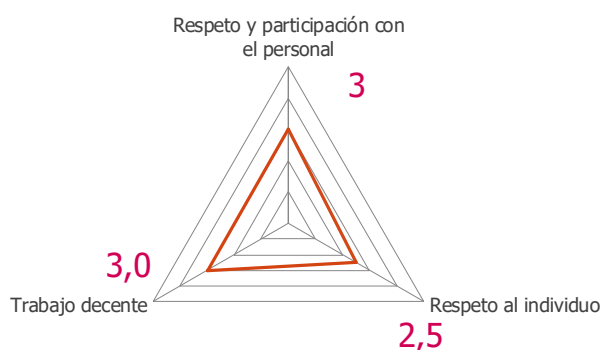 Respeto y participación con
el personal
3
3,0
Trabajo decente
Respeto al individuo
2,5